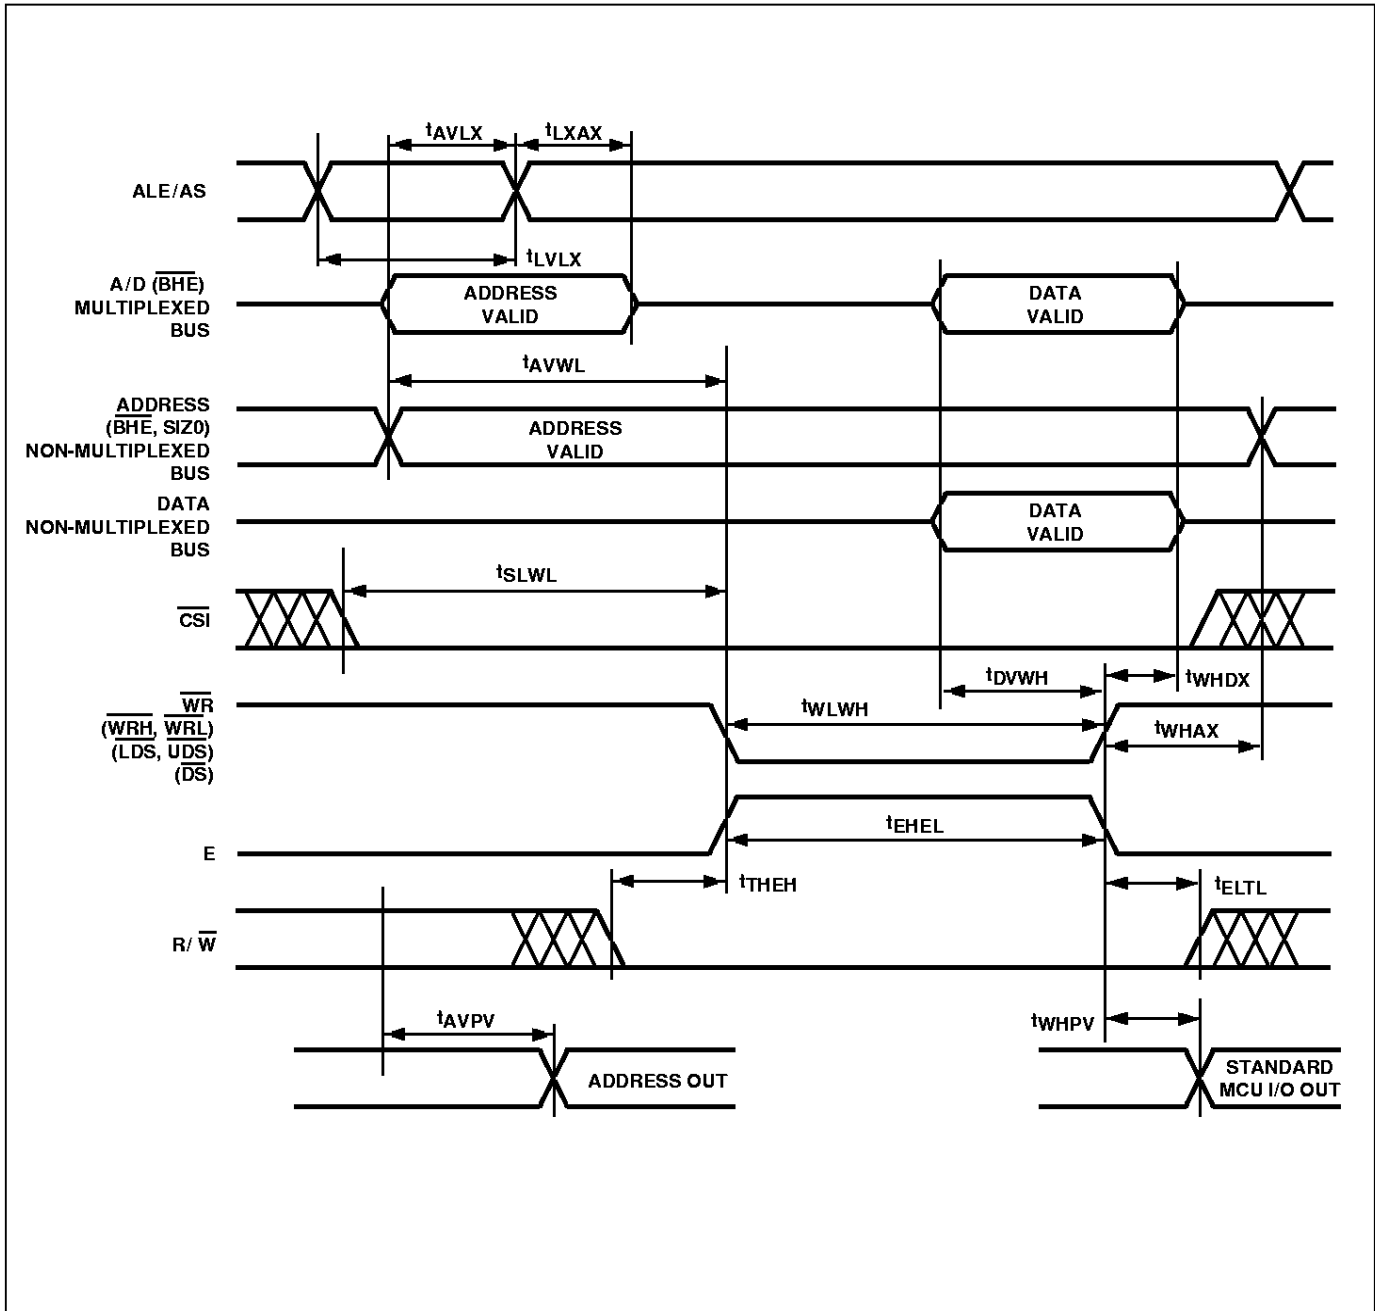 tAVLX
tLXAX
ALE/AS
tLVLX
A/D (BHE)
MULTIPLEXED
BUS
ADDRESS
VALID
DATA
VALID
tAVWL
ADDRESS
(BHE, SIZ0)
NON-MULTIPLEXED
BUS
ADDRESS
VALID
DATA
NON-MULTIPLEXED
BUS
DATA
VALID
tSLWL
CSI
tDVWH
tWHDX
WR
(WRH, WRL)
(LDS, UDS)
(DS)
tWLWH
tWHAX
E
tEHEL
tTHEH
tELTL
R/ W
tAVPV
tWHPV
ADDRESS OUT
STANDARD
MCU I/O OUT